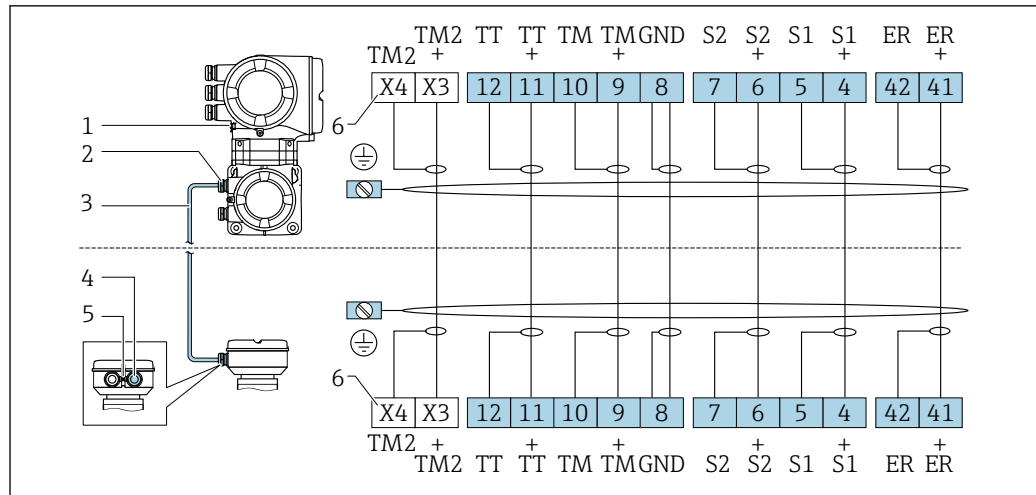 TM2 TT TT TM TM GND S2 S2 S1 S1 ER ER
TM2 + + + + + +
X4 X3 12 11 10 9 8 7 6 5 4 42 41
1
2
3
6
4
5
6
X4 X3 12 11 10 9 8 7 6 5 4 42 41
TM2 + + + + + +
TM2 TT TT TM TM GND S2 S2 S1 S1 ER ER